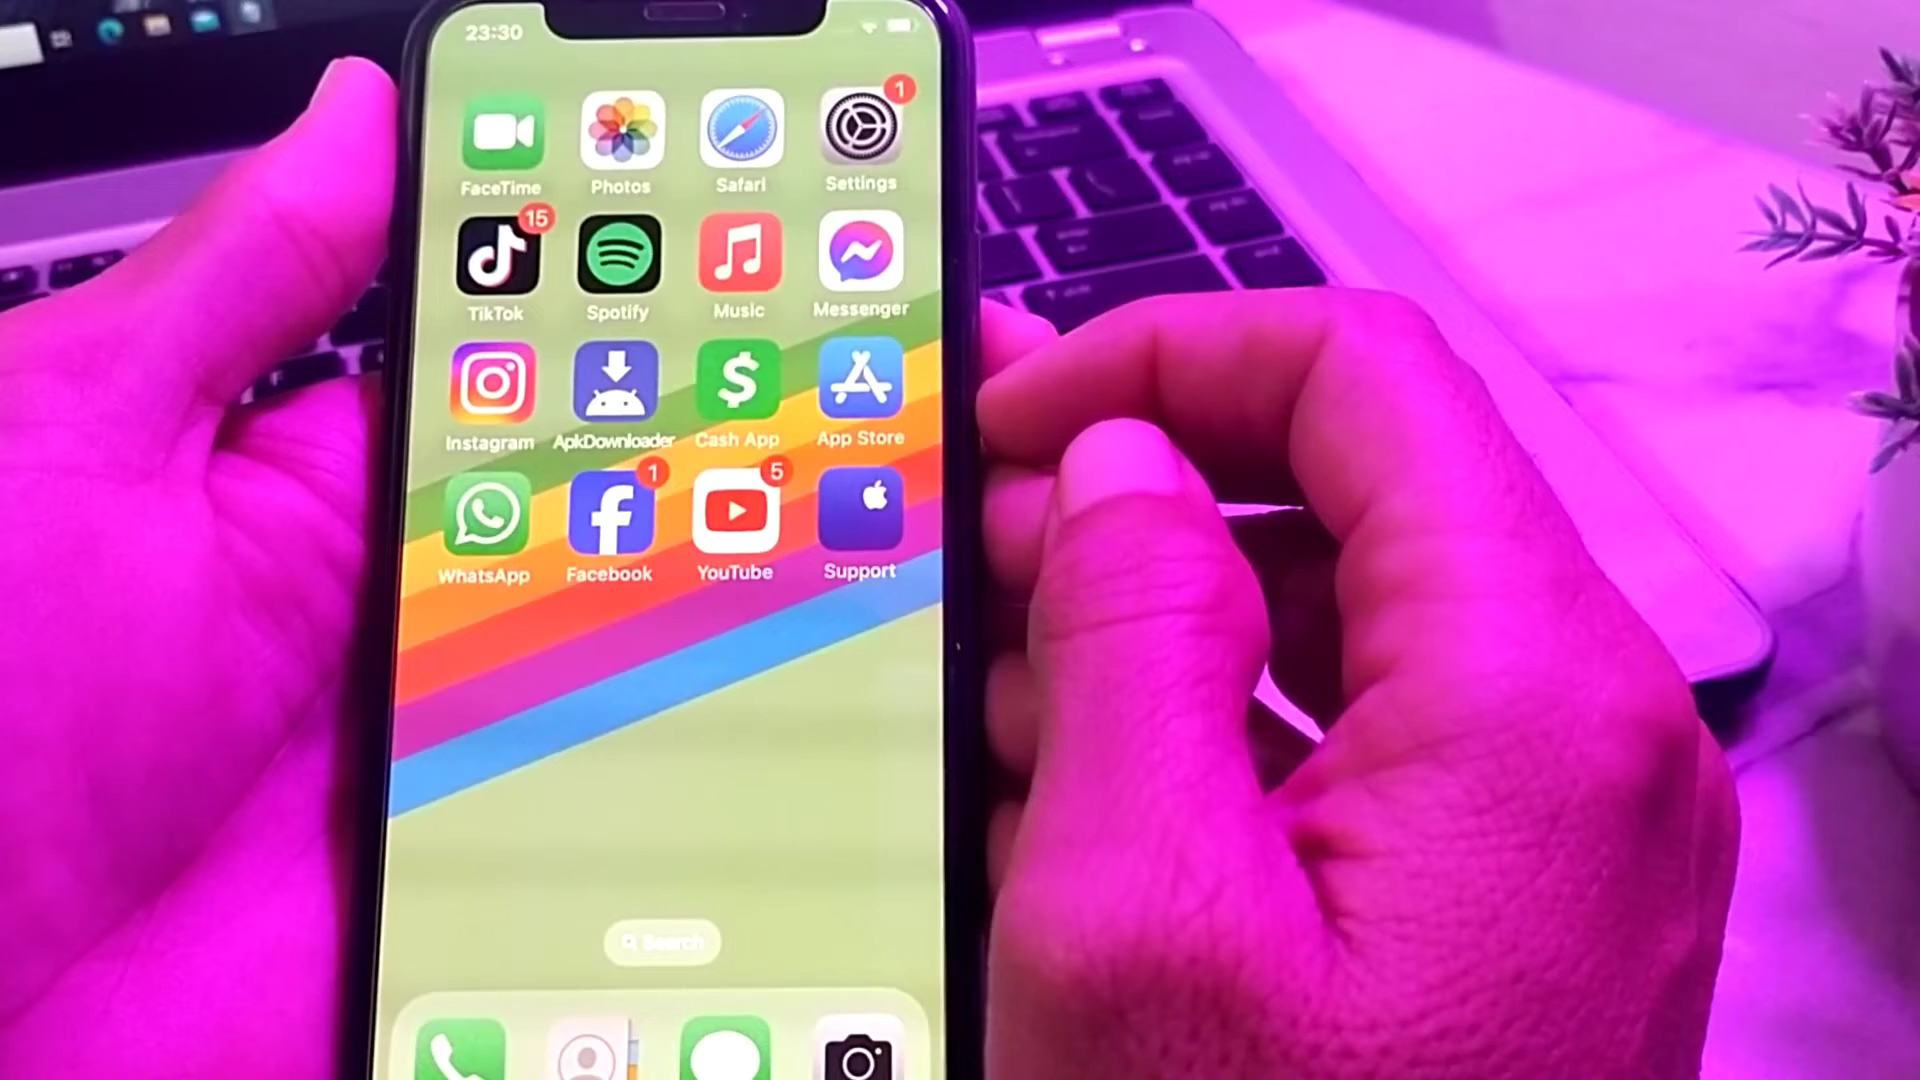 23:30
1
FaceTime Photos Safari Settings
15
TikTok Spotify Music Messenger
Instagram ApkDownloader Cash App App Store
1 5
WhatsApp Facebook YouTube Support
Search